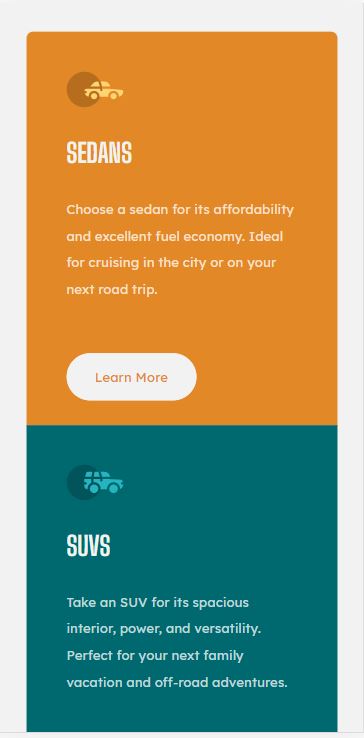 SEDANS
Choose a sedan for its affordability
and excellent fuel economy. Ideal
for cruising in the city or on your
next road trip.
Learn More
SUVS
Take an SUV for its spacious
interior, power, and versatility.
Perfect for your next family
vacation and off-road adventures.